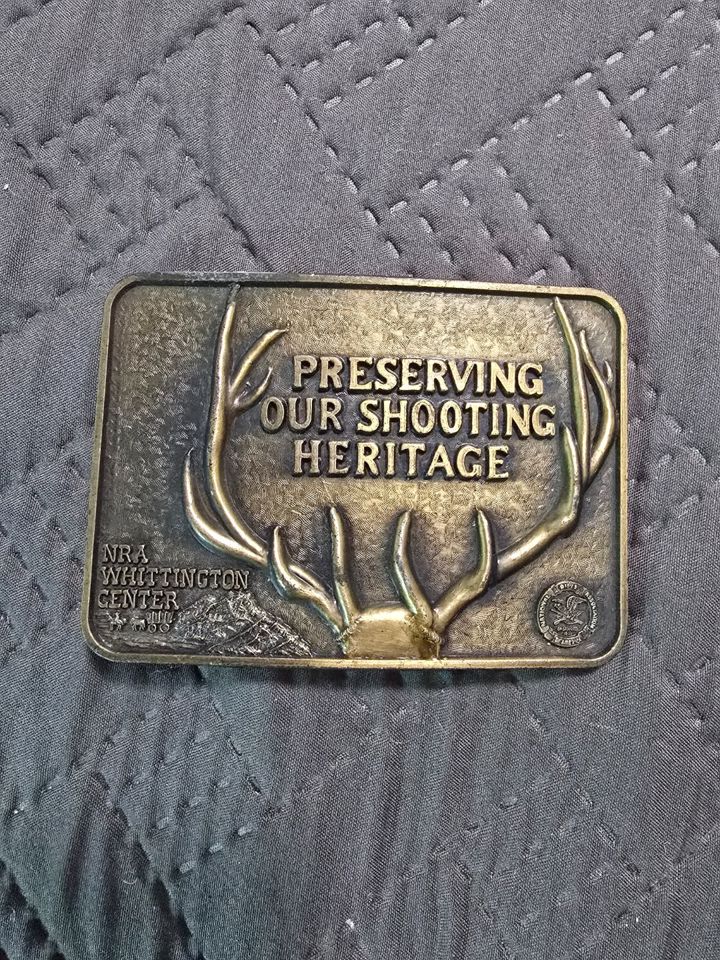 PRESERVING
OUR SHOOTING
HERITAGE
NRA
WHITTINGTON
CENTER